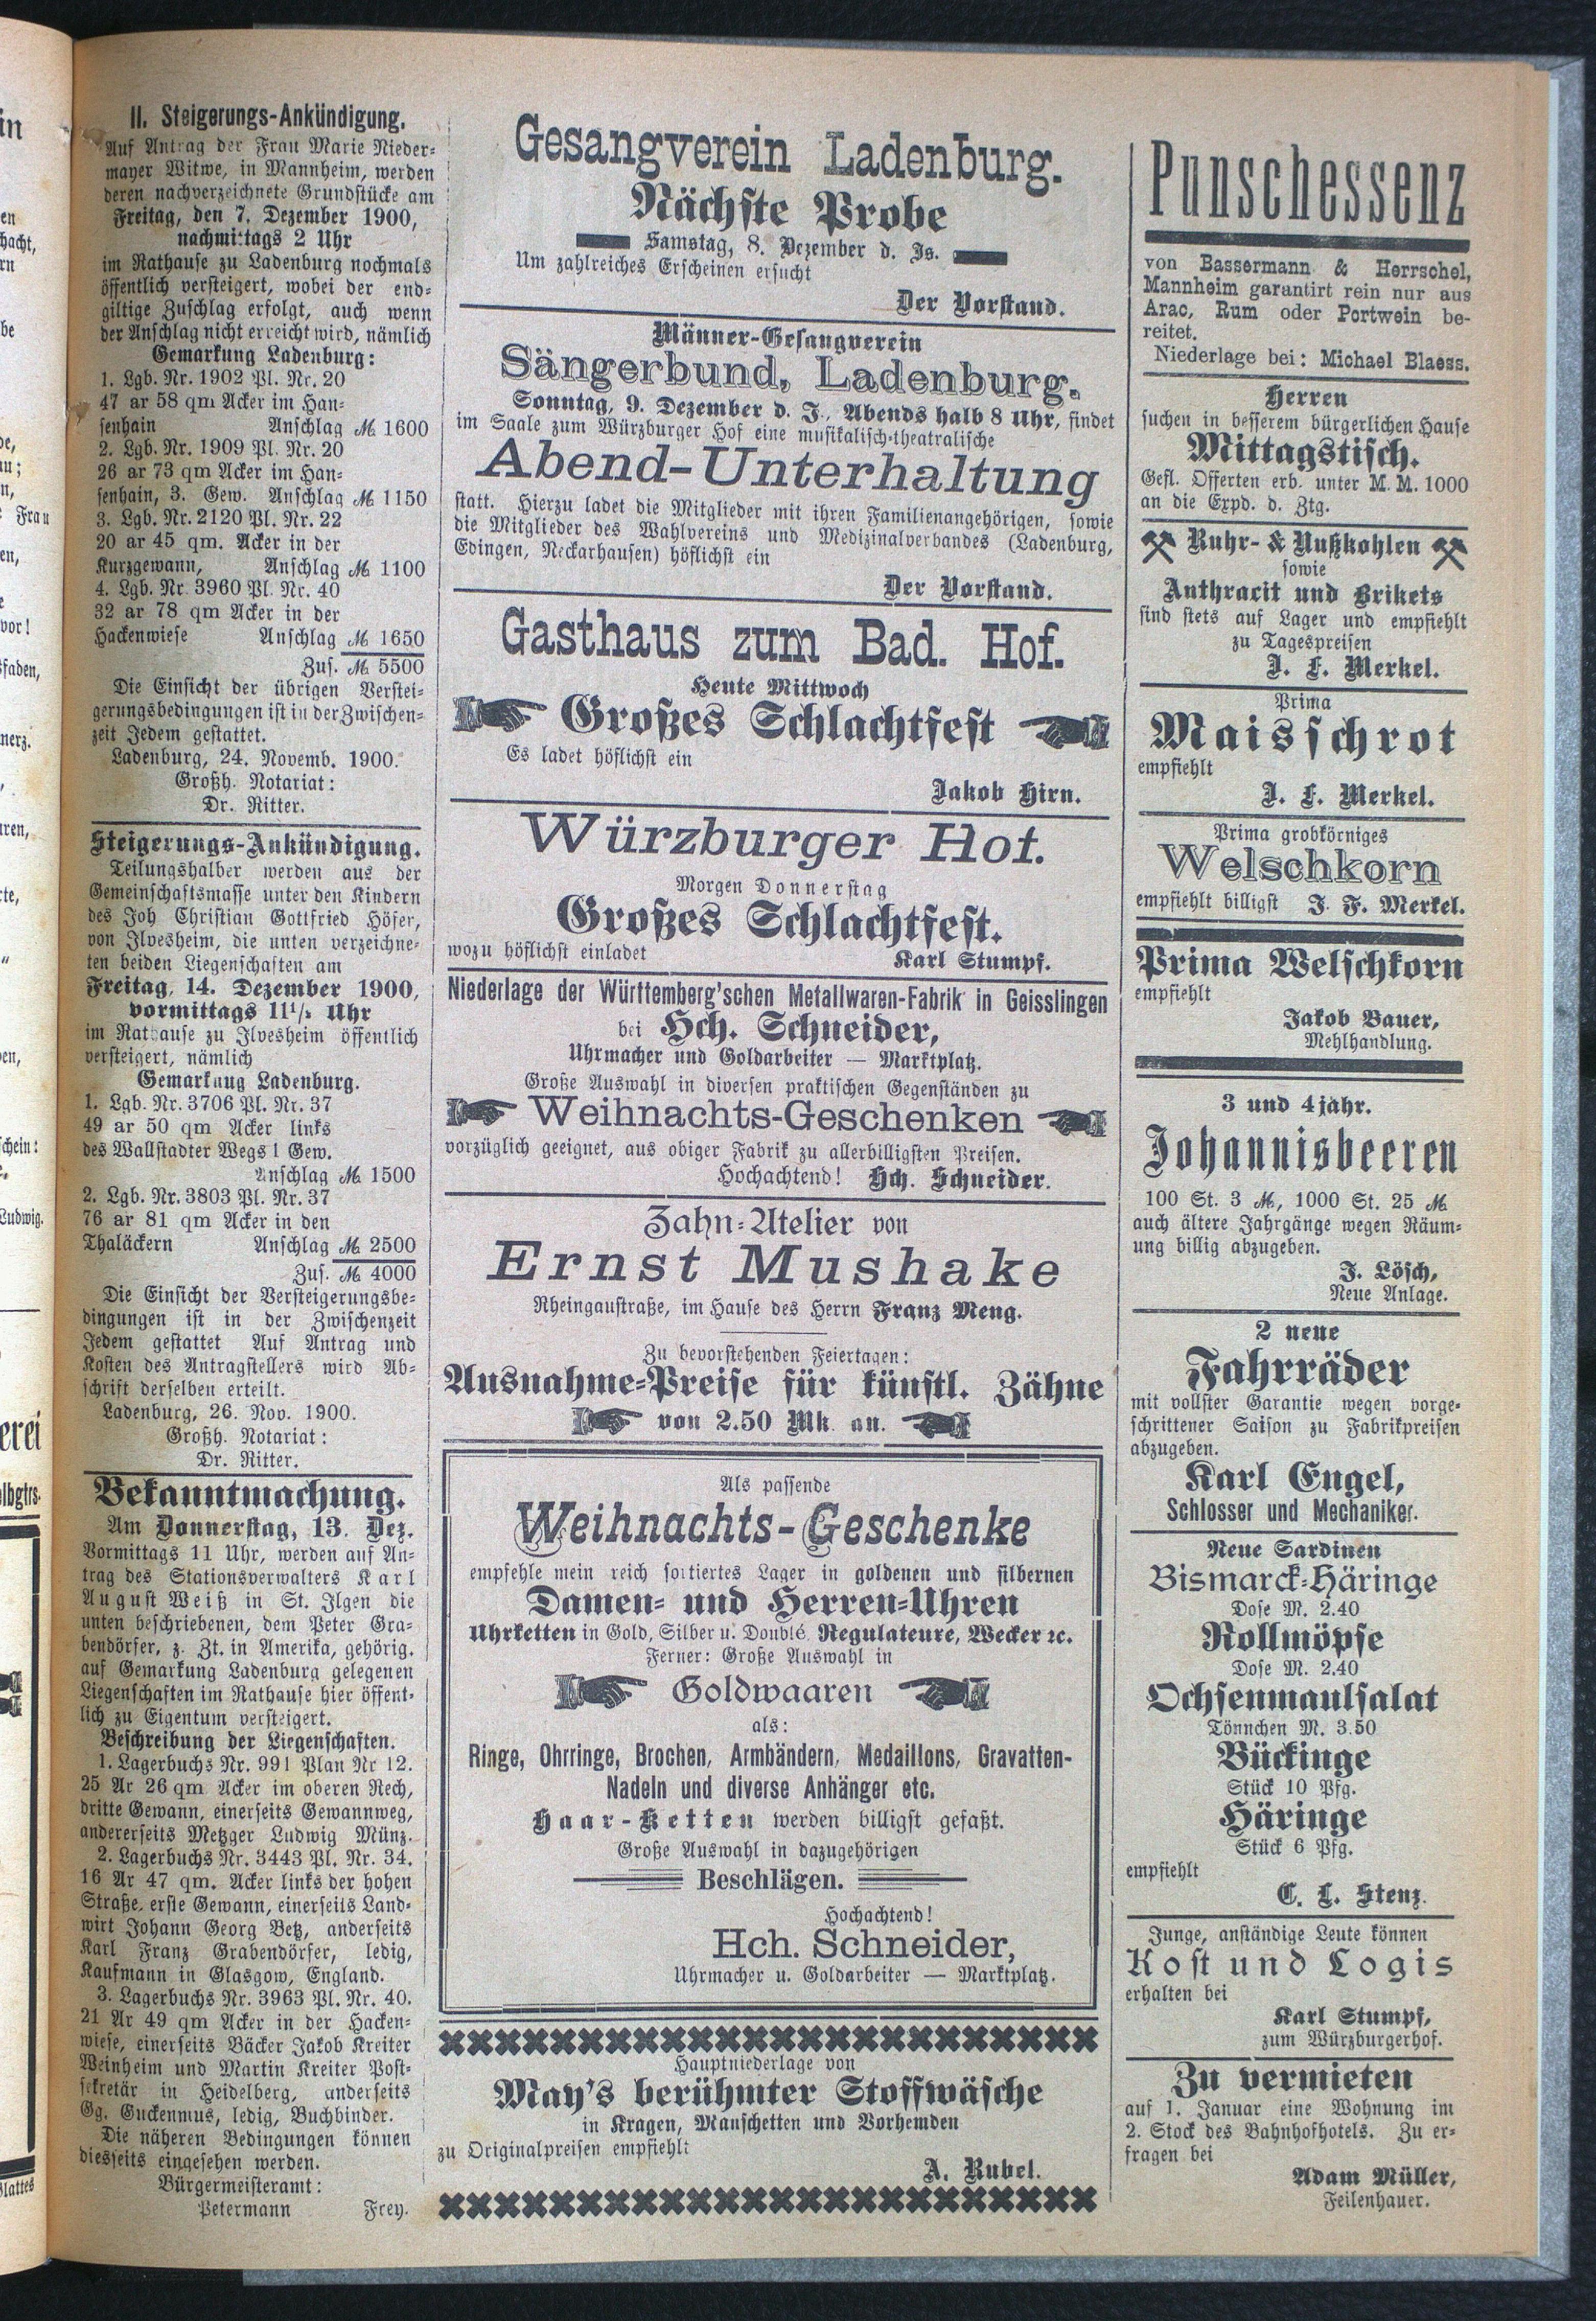 II. Steigerungs-Ankündigung.
Auf Antrag der Frau Marie Nieder-
mayer Witwe, in Mannheim, werden
deren nachverzeichnete Grundstücke am
Freitag, den 7. Dezember 1900,
nachmittags 2 Uhr
im Rathause zu Ladenburg nochmals
öffentlich versteigert, wobei der end-
giltige Zuschlag erfolgt, auch wenn
der Anschlag nicht erreicht wird, nämlich
Gemarkung Ladenburg:
1. Lgb. Nr. 1902 Pl. Nr. 20
47 ar 58 qm Acker im Han-
senhain Anschlag M 1600
2. Lgb. Nr. 1909 Pl. Nr. 20
26 ar 73 qm Acker im Han-
senhain, 3. Gew. Anschlag M 1150
3. Lgb. Nr. 2120 Pl. Nr. 22
20 ar 45 qm. Acker in der
Kurzgewann, Anschlag M 1100
4. Lgb. Nr. 3960 Pl. Nr. 40
32 ar 78 qm Acker in der
Hackenwiese Anschlag M 1650
Zus. M 5500
Die Einsicht der übrigen Verstei-
gerungsbedingungen ist in der Zwischen-
zeit Jedem gestattet.
Ladenburg, 24. Novemb. 1900.
Großh. Notariat:
Dr. Ritter.
Steigerungs-Ankündigung.
Teilungshalber werden aus der
Gemeinschaftsmasse unter den Kindern
des Joh Christian Gottfried Höfer,
von Ilvesheim, die unten verzeichne-
ten beiden Liegenschaften am
Freitag, 14. Dezember 1900,
vormittags 11½ Uhr
im Rathause zu Ilvesheim öffentlich
versteigert, nämlich
Gemarkung Ladenburg.
1. Lgb. Nr. 3706 Pl. Nr. 37
49 ar 50 qm Acker links
des Wallstadter Wegs 1 Gew.
Anschlag M 1500
2. Lgb. Nr. 3803 Pl. Nr. 37
76 ar 81 qm Acker in den
Thaläckern Anschlag M 2500
Zus. M 4000
Die Einsicht der Versteigerungsbe-
dingungen ist in der Zwischenzeit
Jedem gestattet Auf Antrag und
Kosten des Antragstellers wird Ab-
schrift derselben erteilt.
Ladenburg, 26. Nov. 1900.
Großh. Notariat:
Dr. Ritter.
Bekanntmachung.
Am Donnerstag, 13. Dez.
Vormittags 11 Uhr, werden auf An-
trag des Stationsverwalters Karl
August Weiß in St. Ilgen die
unten beschriebenen, dem Peter Gra-
bendörfer, z. Zt. in Amerika, gehörig.
auf Gemarkung Ladenburg gelegenen
Liegenschaften im Rathause hier öffent-
lich zu Eigentum versteigert.
Beschreibung der Liegenschaften.
1. Lagerbuchs Nr. 991 Plan Nr 12.
25 Ar 26 qm Acker im oberen Rech,
dritte Gewann, einerseits Gewannweg,
andererseits Metzger Ludwig Münz.
2. Lagerbuchs Nr. 3443 Pl. Nr. 34.
16 Ar 47 qm. Acker links der hohen
Straße, erste Gewann, einerseits Land-
wirt Johann Georg Betz, anderseits
Karl Franz Grabendörfer, ledig,
Kaufmann in Glasgow, England.
3. Lagerbuchs Nr. 3963 Pl. Nr. 40.
21 Ar 49 qm Acker in der Hacken-
wiese, einerseits Bäcker Jakob Kreiter
Weinheim und Martin Kreiter Post-
sekretär in Heidelberg, anderseits
Gg. Guckenmus, ledig, Buchbinder.
Die näheren Bedingungen können
diesseits eingesehen werden.
Bürgermeisteramt:
Petermann Frey.
Gesangverein Ladenburg.
Nächste Probe
Samstag, 8. Dezember d. Js.
Um zahlreiches Erscheinen ersucht
Der Vorstand.
Männer-Gesangverein
Sängerbund, Ladenburg.
Sonntag, 9. Dezember d. J., Abends halb 8 Uhr, findet
im Saale zum Würzburger Hof eine musikalisch-theatralische
Abend-Unterhaltung
statt. Hierzu ladet die Mitglieder mit ihren Familienangehörigen, sowie
die Mitglieder des Wahlvereins und Medizinalverbandes (Ladenburg,
Edingen, Neckarhausen) höflichst ein
Der Vorstand.
Gasthaus zum Bad. Hof.
Heute Mittwoch
Großes Schlachtfest
Es ladet höflichst ein
Jakob Hirn.
Würzburger Hof.
Morgen Donnerstag
Großes Schlachtfest.
wozu höflichst einladet Karl Stumpf.
Niederlage der Württemberg'schen Metallwaren-Fabrik in Geisslingen
bei Hch. Schneider,
Uhrmacher und Goldarbeiter — Marktplatz.
Große Auswahl in diversen praktischen Gegenständen zu
Weihnachts-Geschenken
vorzüglich geeignet, aus obiger Fabrik zu allerbilligsten Preisen.
Hochachtend! Hch. Schneider.
Zahn-Atelier von
Ernst Mushake
Rheingaustraße, im Hause des Herrn Franz Meng.
Zu bevorstehenden Feiertagen:
Ausnahme-Preise für künstl. Zähne
von 2.50 Mk. an.
Als passende
Weihnachts-Geschenke
empfehle mein reich sortiertes Lager in goldenen und silbernen
Damen- und Herren-Uhren
Uhrketten in Gold, Silber u. Doublé, Regulateure, Wecker ꝛc.
Ferner: Große Auswahl in
Goldwaaren
als:
Ringe, Ohrringe, Brochen, Armbändern, Medaillons, Gravatten-
Nadeln und diverse Anhänger etc.
Haar-Ketten werden billigst gefaßt.
Große Auswahl in dazugehörigen
Beschlägen.
Hochachtend!
Hch. Schneider,
Uhrmacher u. Goldarbeiter — Marktplatz.
Hauptniederlage von
May's berühmter Stoffwäsche
in Kragen, Manschetten und Vorhemden
zu Originalpreisen empfiehlt
A. Rubel.
Punschessenz
von Bassermann & Herrschel,
Mannheim garantirt rein nur aus
Arac, Rum oder Portwein be-
reitet.
Niederlage bei: Michael Blaess.
Herren
suchen in besserem bürgerlichen Hause
Mittagstisch.
Gefl. Offerten erb. unter M. M. 1000
an die Expd. d. Ztg.
Ruhr- & Nußkohlen
sowie
Anthracit und Brikets
sind stets auf Lager und empfiehlt
zu Tagespreisen
J. F. Merkel.
Prima
Maisschrot
empfiehlt
J. F. Merkel.
Prima grobkörniges
Welschkorn
empfiehlt billigst J. F. Merkel.
Prima Welschkorn
empfiehlt
Jakob Bauer,
Mehlhandlung.
3 und 4jähr.
Johannisbeeren
100 St. 3 M, 1000 St. 25 M
auch ältere Jahrgänge wegen Räum-
ung billig abzugeben.
J. Lösch,
Neue Anlage.
2 neue
Fahrräder
mit vollster Garantie wegen vorge-
schrittener Saison zu Fabrikpreisen
abzugeben.
Karl Engel,
Schlosser und Mechaniker.
Neue Sardinen
Bismarck-Häringe
Dose M. 2.40
Rollmöpse
Dose M. 2.40
Ochsenmaulsalat
Tönnchen M. 3.50
Bückinge
Stück 10 Pfg.
Häringe
Stück 6 Pfg.
empfiehlt
C. L. Stenz.
Junge, anständige Leute können
Kost und Logis
erhalten bei
Karl Stumpf,
zum Würzburgerhof.
Zu vermieten
auf 1. Januar eine Wohnung im
2. Stock des Bahnhofhotels. Zu er-
fragen bei
Adam Müller,
Feilenhauer.